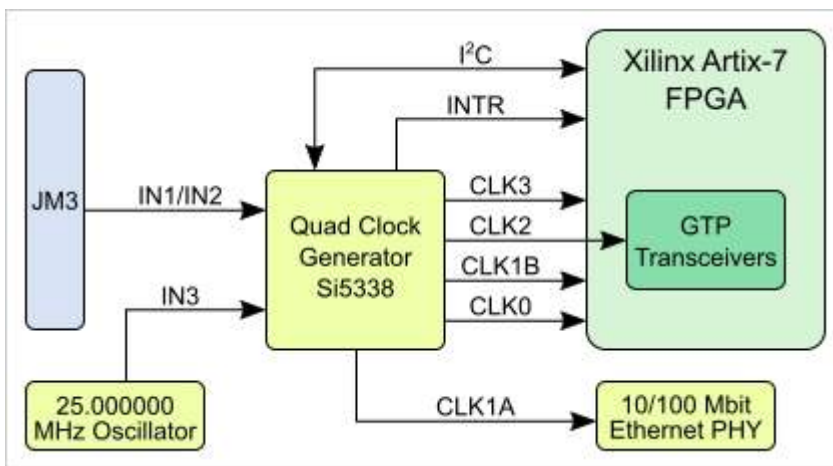 I²C
Xilinx Artix-7
FPGA
INTR
JM3
IN1/IN2
Quad Clock
Generator
Si5338
CLK3
CLK2
CLK1B
CLK0
GTP
Transceivers
IN3
25.000000
MHz Oscillator
CLK1A
10/100 Mbit
Ethernet PHY